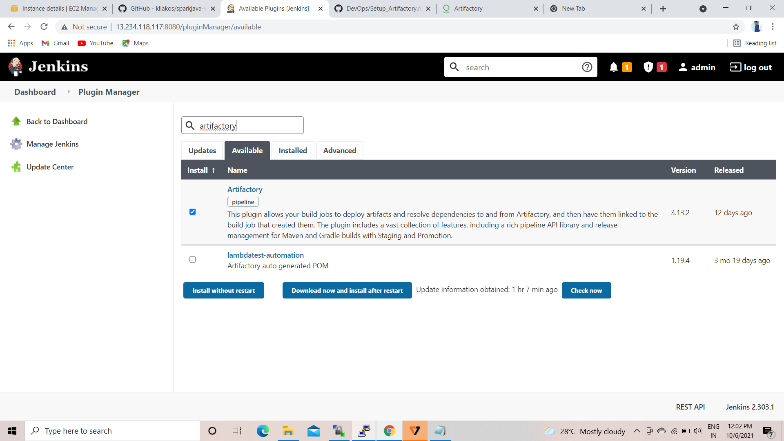 Instance details | EC2 Manag
GitHub - kliakos/sparkjava-
Available Plugins [Jenkins]
DevOps/Setup_Artifactory.m
Artifactory
New Tab
Not secure
13.234.118.117:8080/pluginManager/available
Apps
Gmail
YouTube
Maps
Reading list
Jenkins
search
1
1
admin
log out
Dashboard
Plugin Manager
Back to Dashboard
Manage Jenkins
Update Center
artifactory
Updates
Available
Installed
Advanced
Install ↑
Name
Version
Released
Artifactory
pipeline
This plugin allows your build jobs to deploy artifacts and resolve dependencies to and from Artifactory, and then have them linked to the
build job that created them. The plugin includes a vast collection of features, including a rich pipeline API library and release
management for Maven and Gradle builds with Staging and Promotion.
3.13.2
12 days ago
lambdatest-automation
Artifactory auto generated POM
1.19.4
3 mo 19 days ago
Install without restart
Download now and install after restart
Update information obtained: 1 hr 7 min ago
Check now
REST API
Jenkins 2.303.1
Type here to search
28°C Mostly cloudy
ENG
IN
12:02 PM
10/6/2021